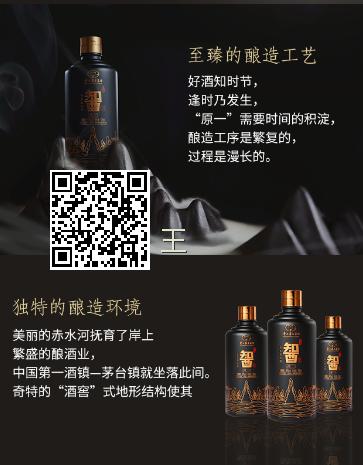 至臻的酿造工艺
好酒知时节，
逢时乃发生，
“原一”需要时间的积淀，
酿造工序是繁复的，
过程是漫长的。
王
独特的酿造环境
美丽的赤水河抚育了岸上
繁盛的酿酒业，
中国第一酒镇—茅台镇就坐落此间。
奇特的“酒窖”式地形结构使其